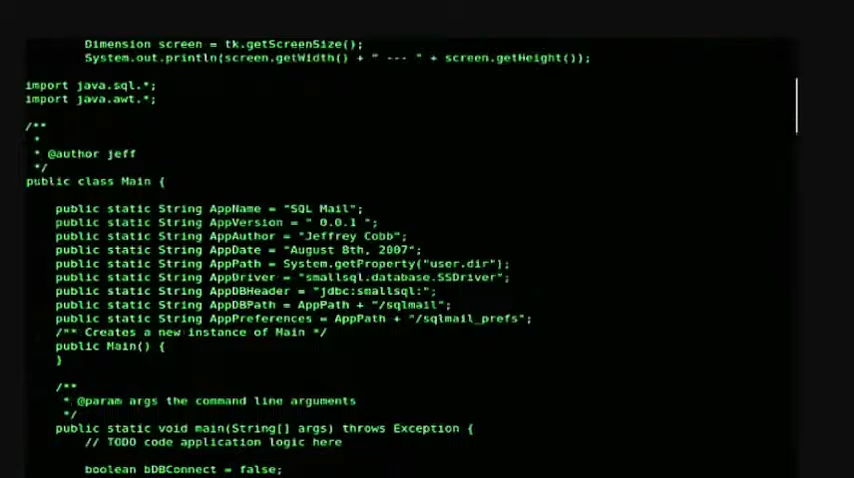 Dimension screen = tk.getScreenSize();
System.out.println(screen.getWidth() + " --- " + screen.getHeight());
import java.sql.*;
import java.awt.*;
/**
*
* @author jeff
*/
public class Main {
public static String AppName = "SQL Mail";
public static String AppVersion = " 0.0.1 ";
public static String AppAuthor = "Jeffrey Cobb";
public static String AppDate = "August 8th, 2007";
public static String AppPath = System.getProperty("user.dir");
public static String AppDriver = "smallsql.database.SSDriver";
public static String AppDBHeader = "jdbc:smallsql:";
public static String AppDBPath = AppPath + "/sqlmail";
public static String AppPreferences = AppPath + "/sqlmail_prefs";
/** Creates a new instance of Main */
public Main() {
}
/**
* @param args the command line arguments
*/
public static void main(String[] args) throws Exception {
// TODO code application logic here
boolean bDBConnect = false;